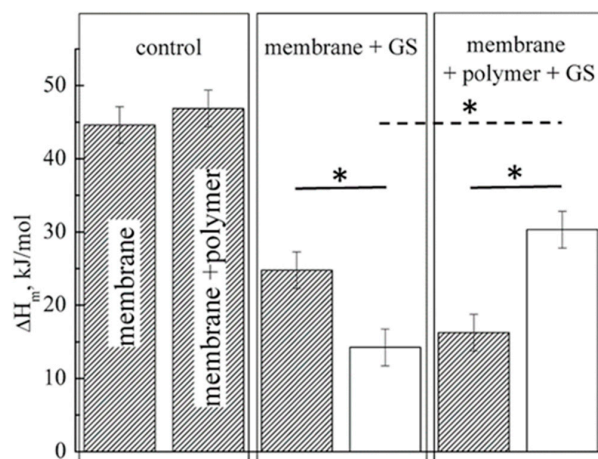 control
membrane + GS
membrane
+ polymer + GS
*
*
*
50
40
30
20
10
0
ΔHm, kJ/mol
membrane
membrane +polymer